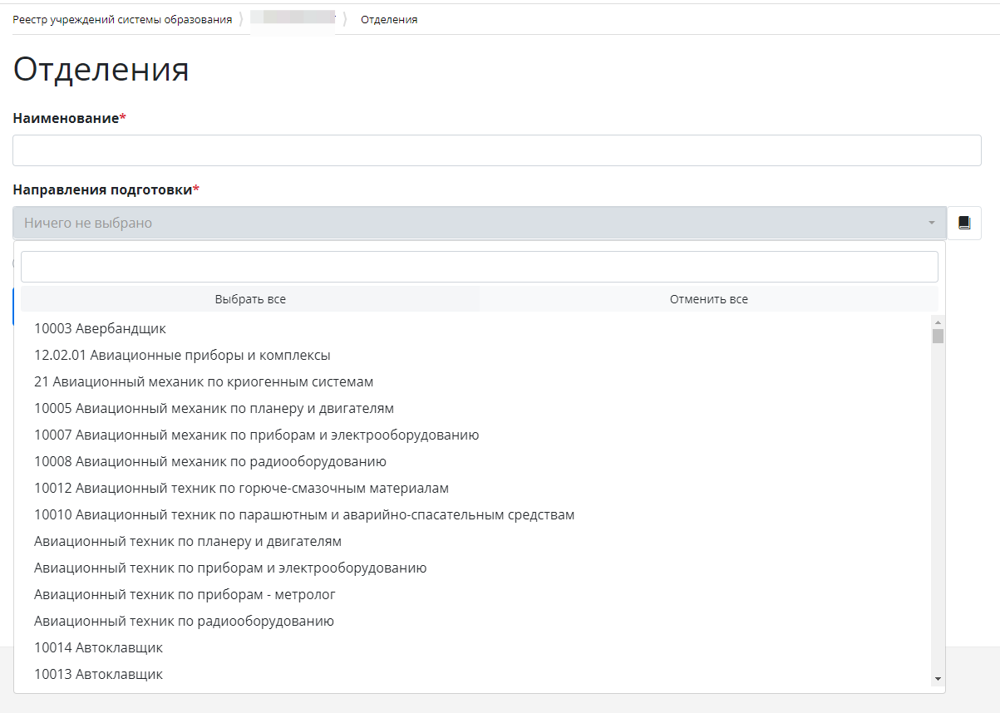 Реестр учреждений системы образования
Отделения
Отделения
Наименование*
Направления подготовки*
Ничего не выбрано
Выбрать все
Отменить все
10003 Авербандщик
12.02.01 Авиационные приборы и комплексы
21 Авиационный механик по криогенным системам
10005 Авиационный механик по планеру и двигателям
10007 Авиационный механик по приборам и электрооборудованию
10008 Авиационный механик по радиооборудованию
10012 Авиационный техник по горюче-смазочным материалам
10010 Авиационный техник по парашютным и аварийно-спасательным средствам
Авиационный техник по планеру и двигателям
Авиационный техник по приборам и электрооборудованию
Авиационный техник по приборам - метролог
Авиационный техник по радиооборудованию
10014 Автоклавщик
10013 Автоклавщик